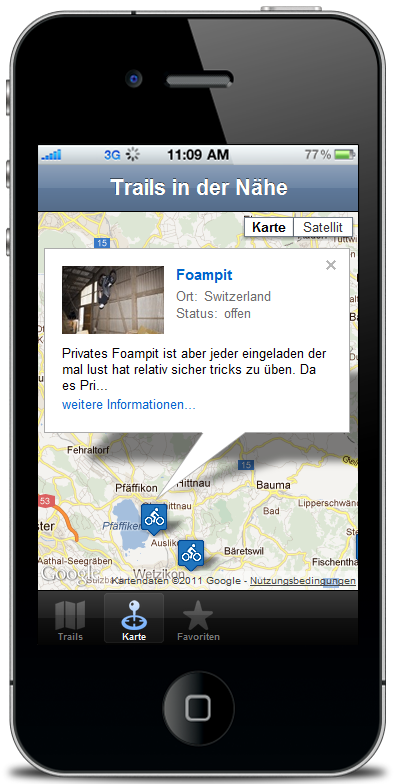 3G 11:09 AM 77%
Trails in der Nähe
15
Karte Satellit
Foampit
Ort: Switzerland
Status: offen
Privates Foampit ist aber jeder eingeladen der
mal lust hat relativ sicher tricks zu üben. Da
es Pri...
weitere Informationen...
Fehraltorf
15
Pfäffikon
Hittnau
Bauma
53
Lipperschwänd
Pfäffiker
Auslikon
Bäretswil
Aathal-Seegräben
Fischenthal
Google
Wetzikon
Kartendaten ©2011 Google - Nutzungsbedingungen
Trails Karte Favoriten